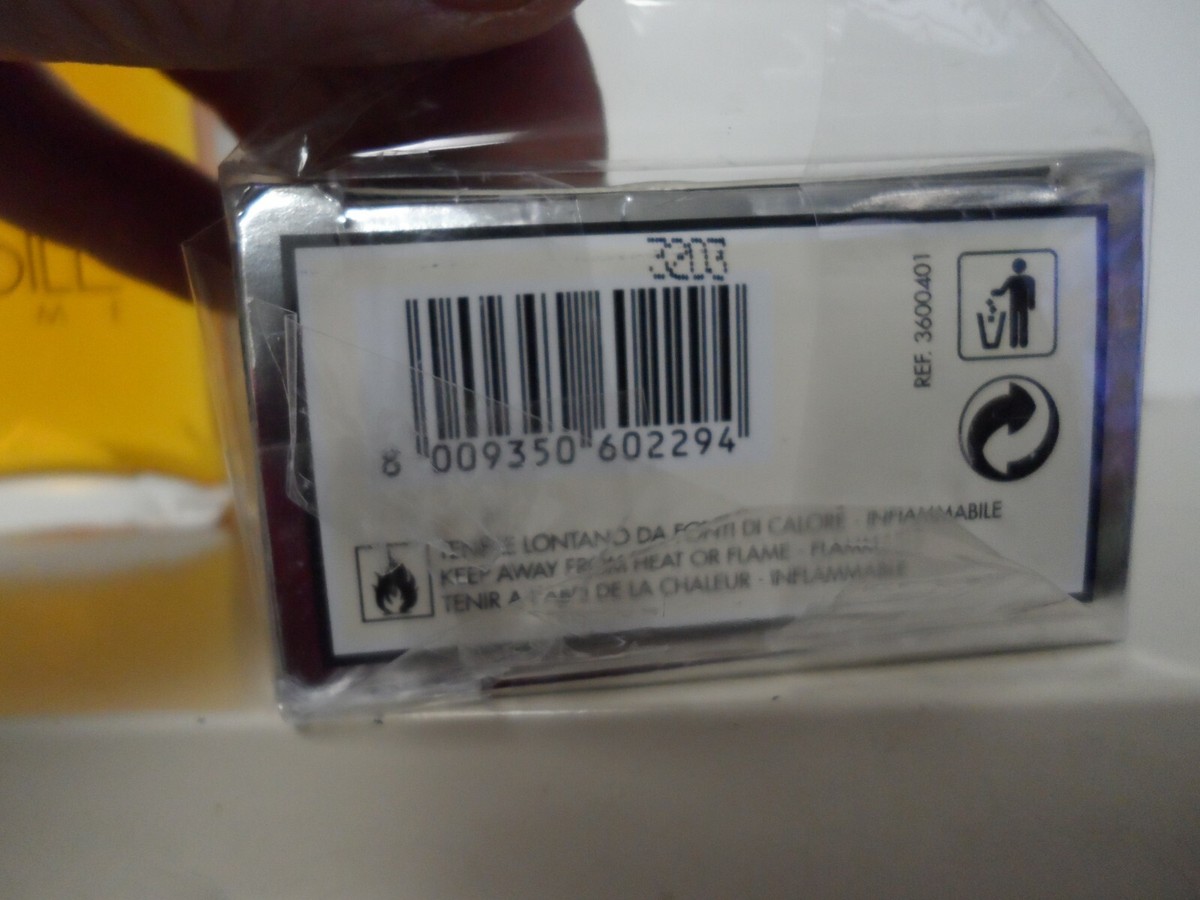 3203
8 009350 602294
REF. 3600401
TENERE LONTANO DA FONTI DI CALORE · INFIAMMABILE
KEEP AWAY FROM HEAT OR FLAME ·
TENIR A L'ABRI DE LA CHALEUR · INFLAMMABLE